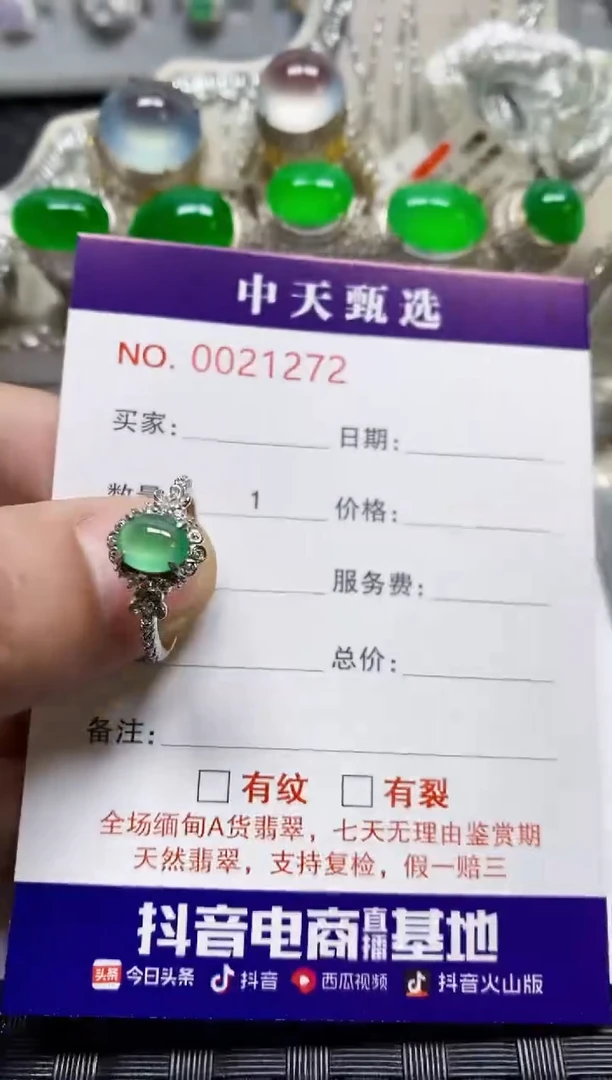 中天甄选
NO. 0021272
买家: 日期:
1 价格:
服务费:
总价:
备注:
有纹 有裂
全场缅甸A货翡翠，七天无理由鉴赏期
天然翡翠，支持复检，假一赔三
抖音电商直播基地
头条 今日头条 抖音 西瓜视频 抖音火山版